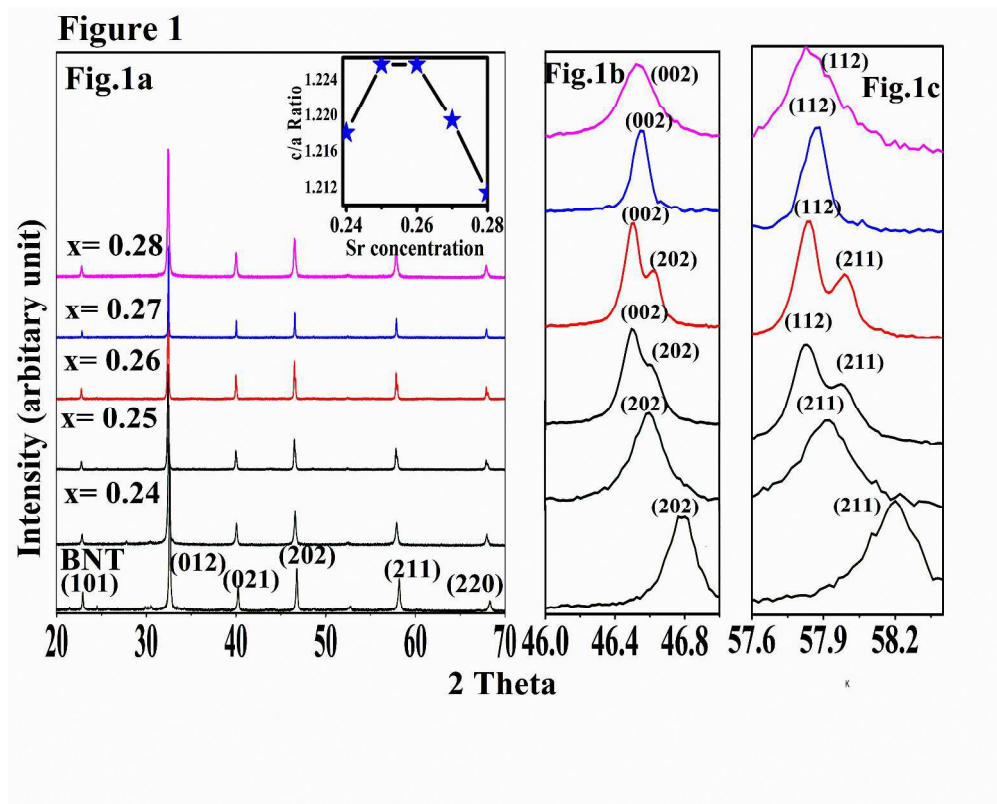 Figure 1
Fig.1a
1.224
1.220
1.216
1.212
c/a Ratio
0.24 0.26 0.28
Sr concentration
x= 0.28
x= 0.27
x= 0.26
x= 0.25
x= 0.24
BNT
(101)
(012)
(021)
(202)
(211)
(220)
Intensity (arbitary unit)
20 30 40 50 60 70
Fig.1b
(002)
(002)
(002)
(202)
(002)
(202)
(202)
(202)
46.0 46.4 46.8
Fig.1c
(112)
(112)
(112)
(211)
(112)
(211)
(211)
(211)
57.6 57.9 58.2
2 Theta
K